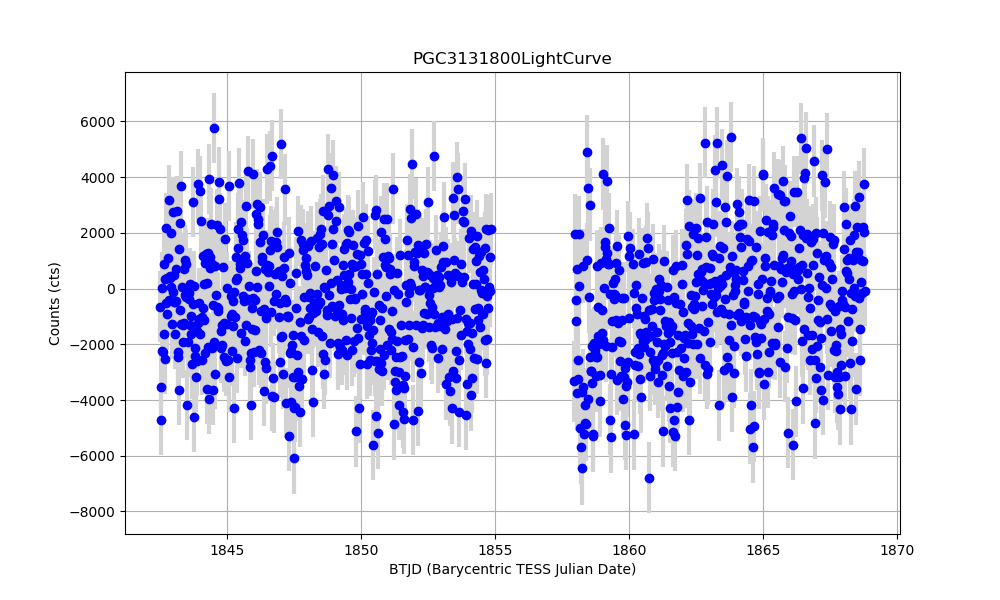 PGC3131800LightCurve
6000
4000
2000
0
−2000
−4000
−6000
−8000
Counts (cts)
1845 1850 1855 1860 1865 1870
BTJD (Barycentric TESS Julian Date)